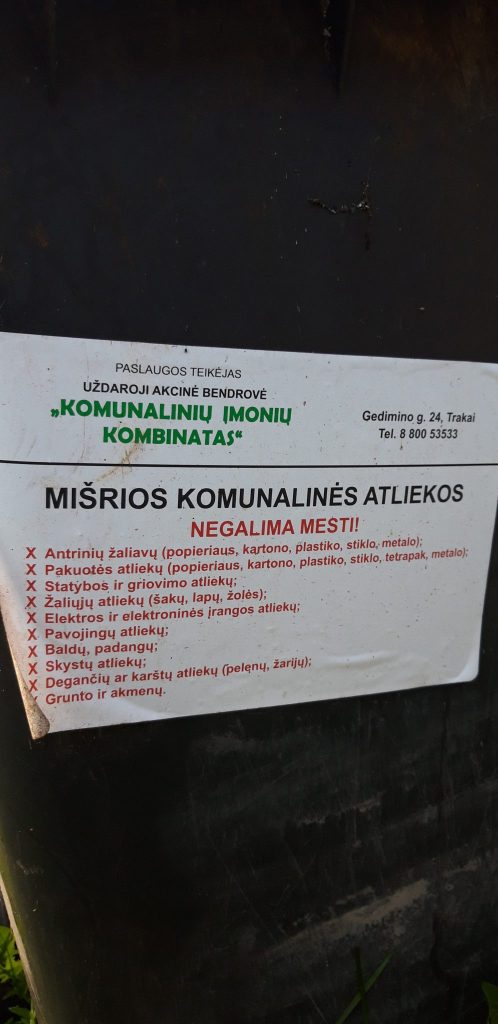 PASLAUGOS TEIKĖJAS
UŽDAROJI AKCINĖ BENDROVĖ
„KOMUNALINIŲ ĮMONIŲ
KOMBINATAS“
Gedimino g. 24, Trakai
Tel. 8 800 53533
MIŠRIOS KOMUNALINĖS ATLIEKOS
NEGALIMA MESTI!
X Antrinių žaliavų (popieriaus, kartono, plastiko, stiklo, metalo);
X Pakuotės atliekų (popieriaus, kartono, plastiko, stiklo, tetrapak, metalo);
X Statybos ir griovimo atliekų;
X Žaliųjų atliekų (šakų, lapų, žolės);
X Elektros ir elektroninės įrangos atliekų;
X Pavojingų atliekų;
X Baldų, padangų;
X Skystų atliekų;
X Degančių ar karštų atliekų (pelenų, žarijų);
X Grunto ir akmenų.